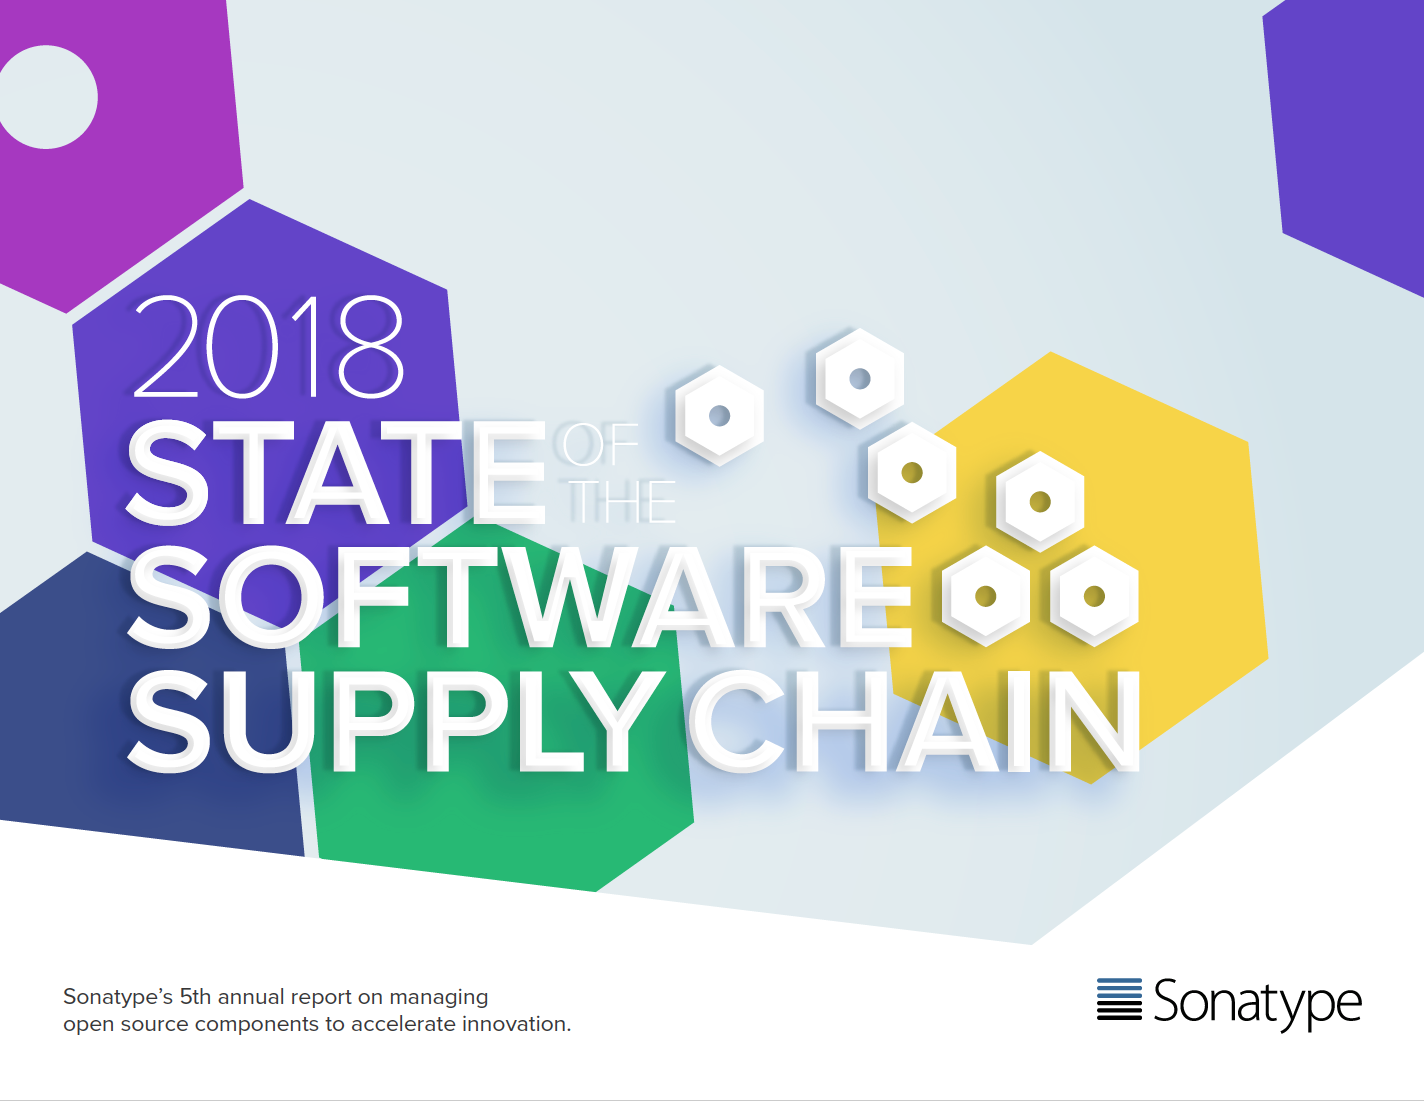 2018
STATE OF
THE
SOFTWARE
SUPPLY CHAIN
Sonatype’s 5th annual report on managing
open source components to accelerate innovation.
Sonatype